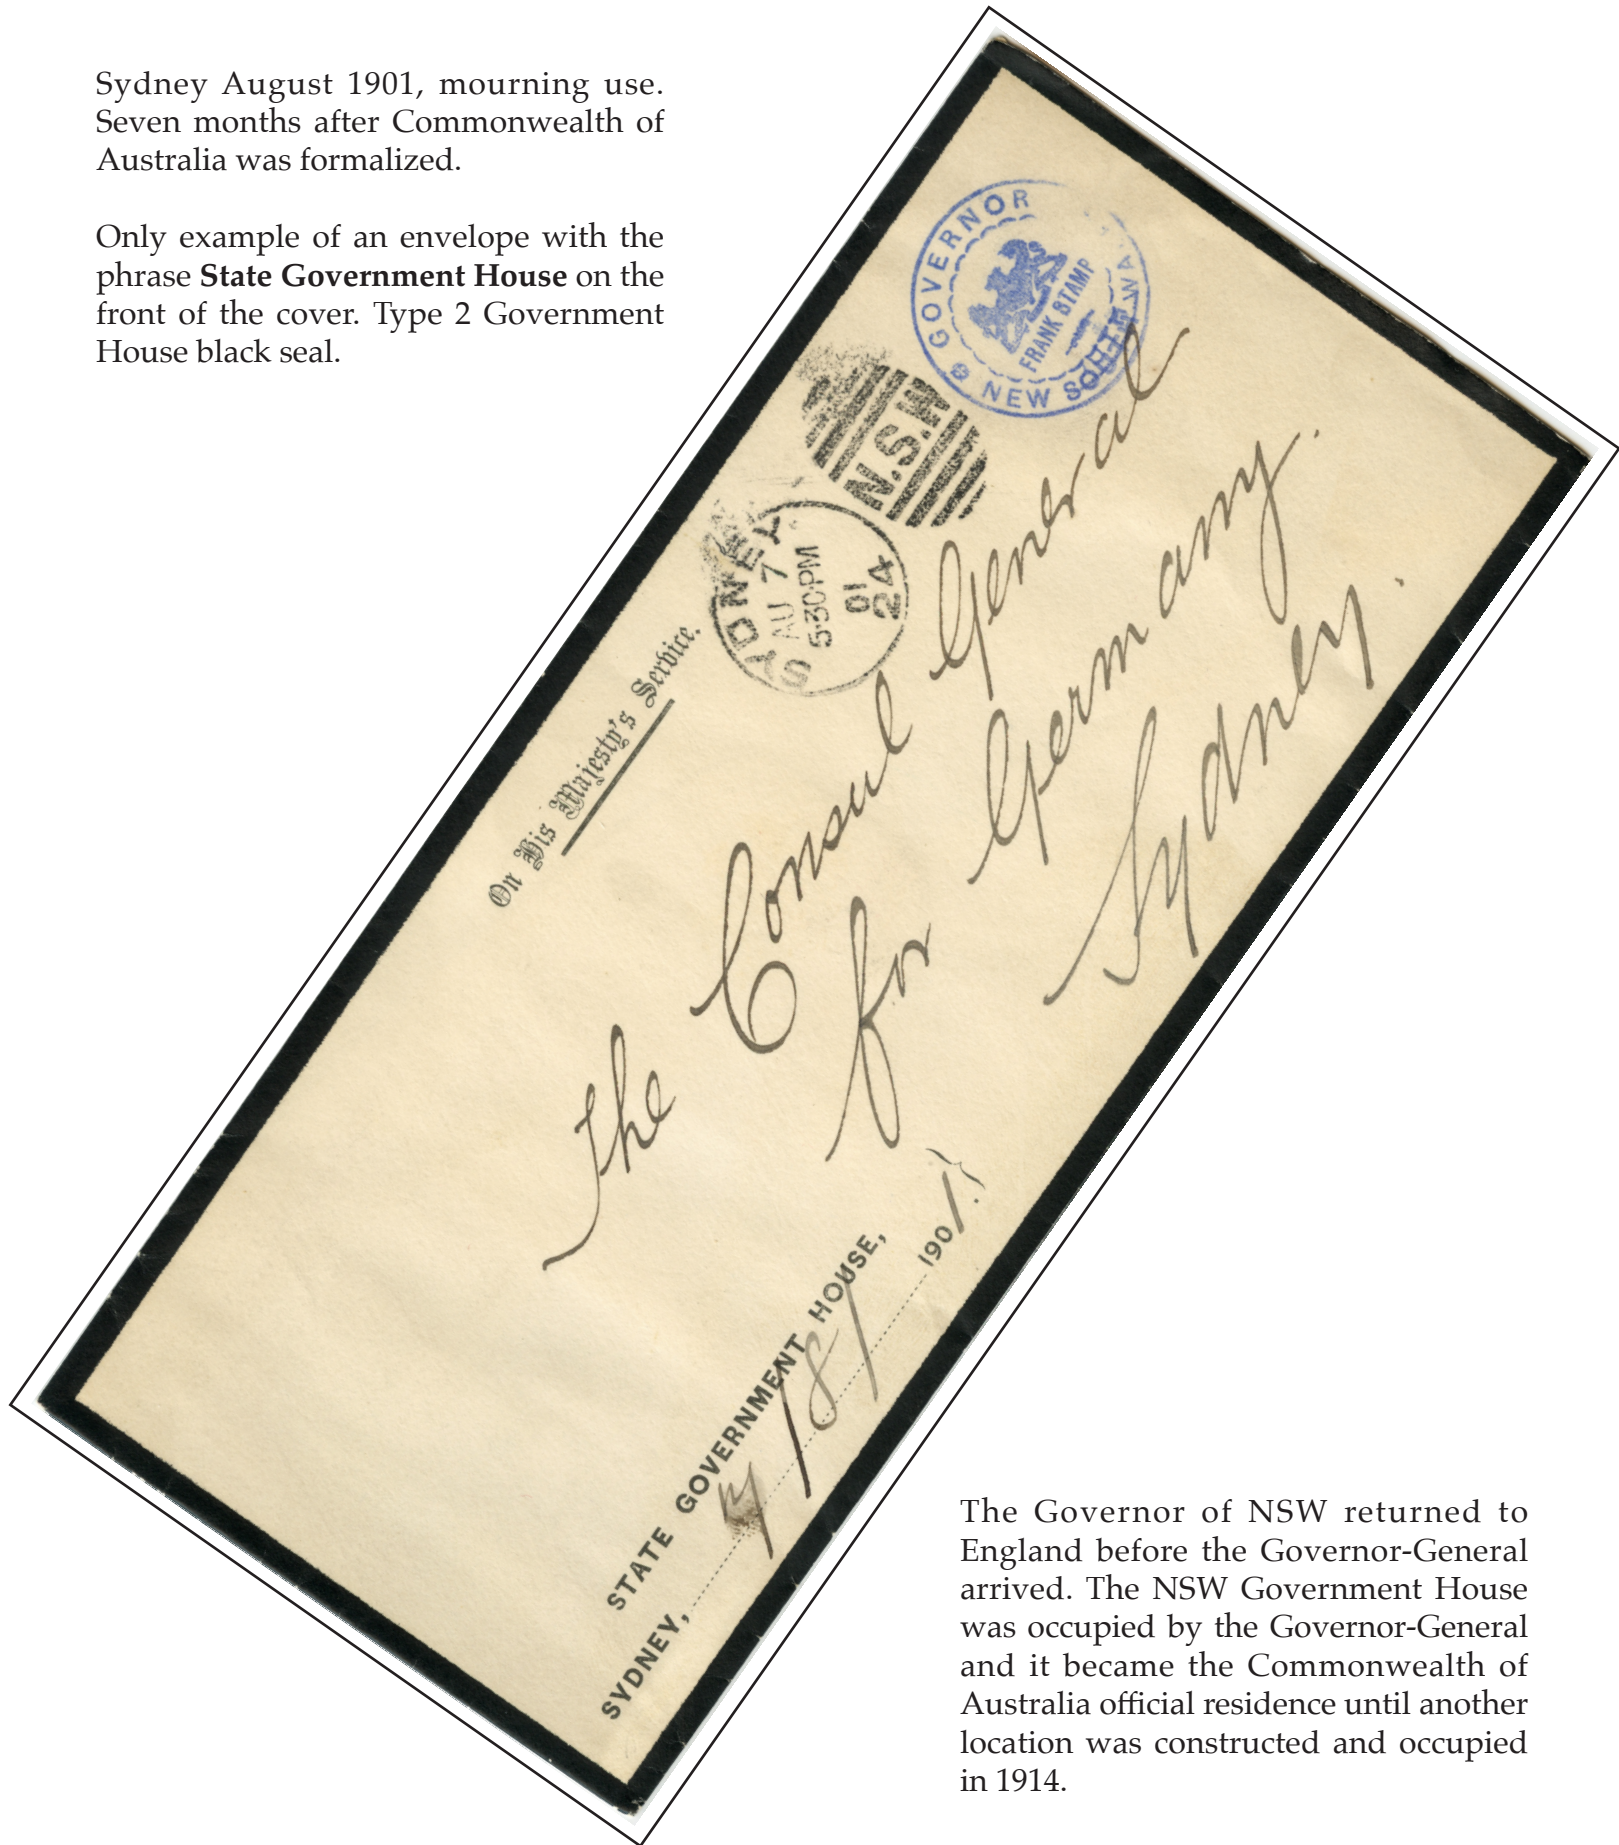 Sydney August 1901, mourning use.
Seven months after Commonwealth of
Australia was formalized.
Only example of an envelope with the
phrase State Government House on the
front of the cover. Type 2 Government
House black seal.
GOVERNOR
NEW SOUTH WA
FRANK STAMP
N.S.W
SYDNEY
AU 7
5·30PM
01
24
On His Majesty's Service.
The Consul General
for Germany.
Sydney.
STATE GOVERNMENT HOUSE,
SYDNEY, 7/8/1901.
The Governor of NSW returned to
England before the Governor-General
arrived. The NSW Government House
was occupied by the Governor-General
and it became the Commonwealth of
Australia official residence until another
location was constructed and occupied
in 1914.